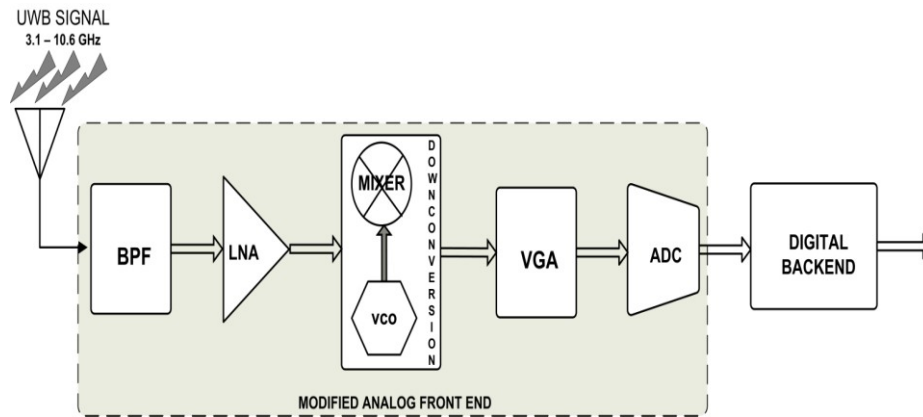 UWB SIGNAL
3.1 – 10.6 GHz
BPF
LNA
MIXER
VCO
DOWNCONVERSION
VGA
ADC
DIGITAL
BACKEND
MODIFIED ANALOG FRONT END